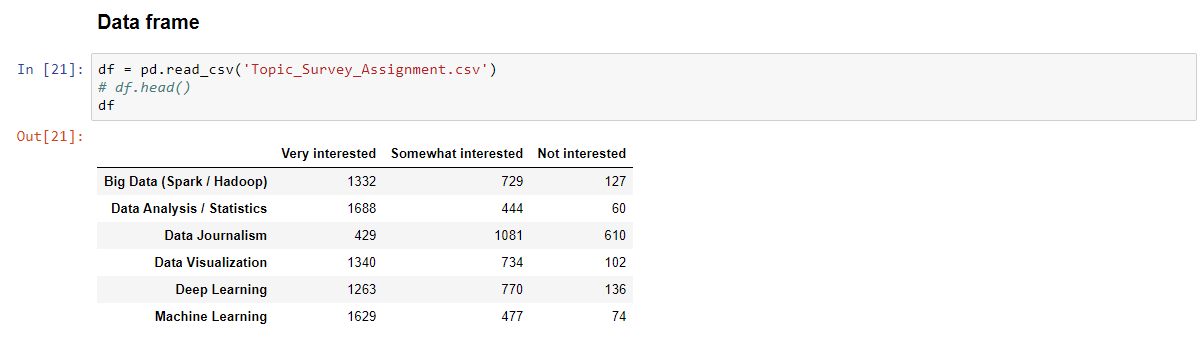 Data frame
In [21]: df = pd.read_csv('Topic_Survey_Assignment.csv')
# df.head()
df
Out[21]:
Very interested Somewhat interested Not interested
Big Data (Spark / Hadoop) 1332 729 127
Data Analysis / Statistics 1688 444 60
Data Journalism 429 1081 610
Data Visualization 1340 734 102
Deep Learning 1263 770 136
Machine Learning 1629 477 74